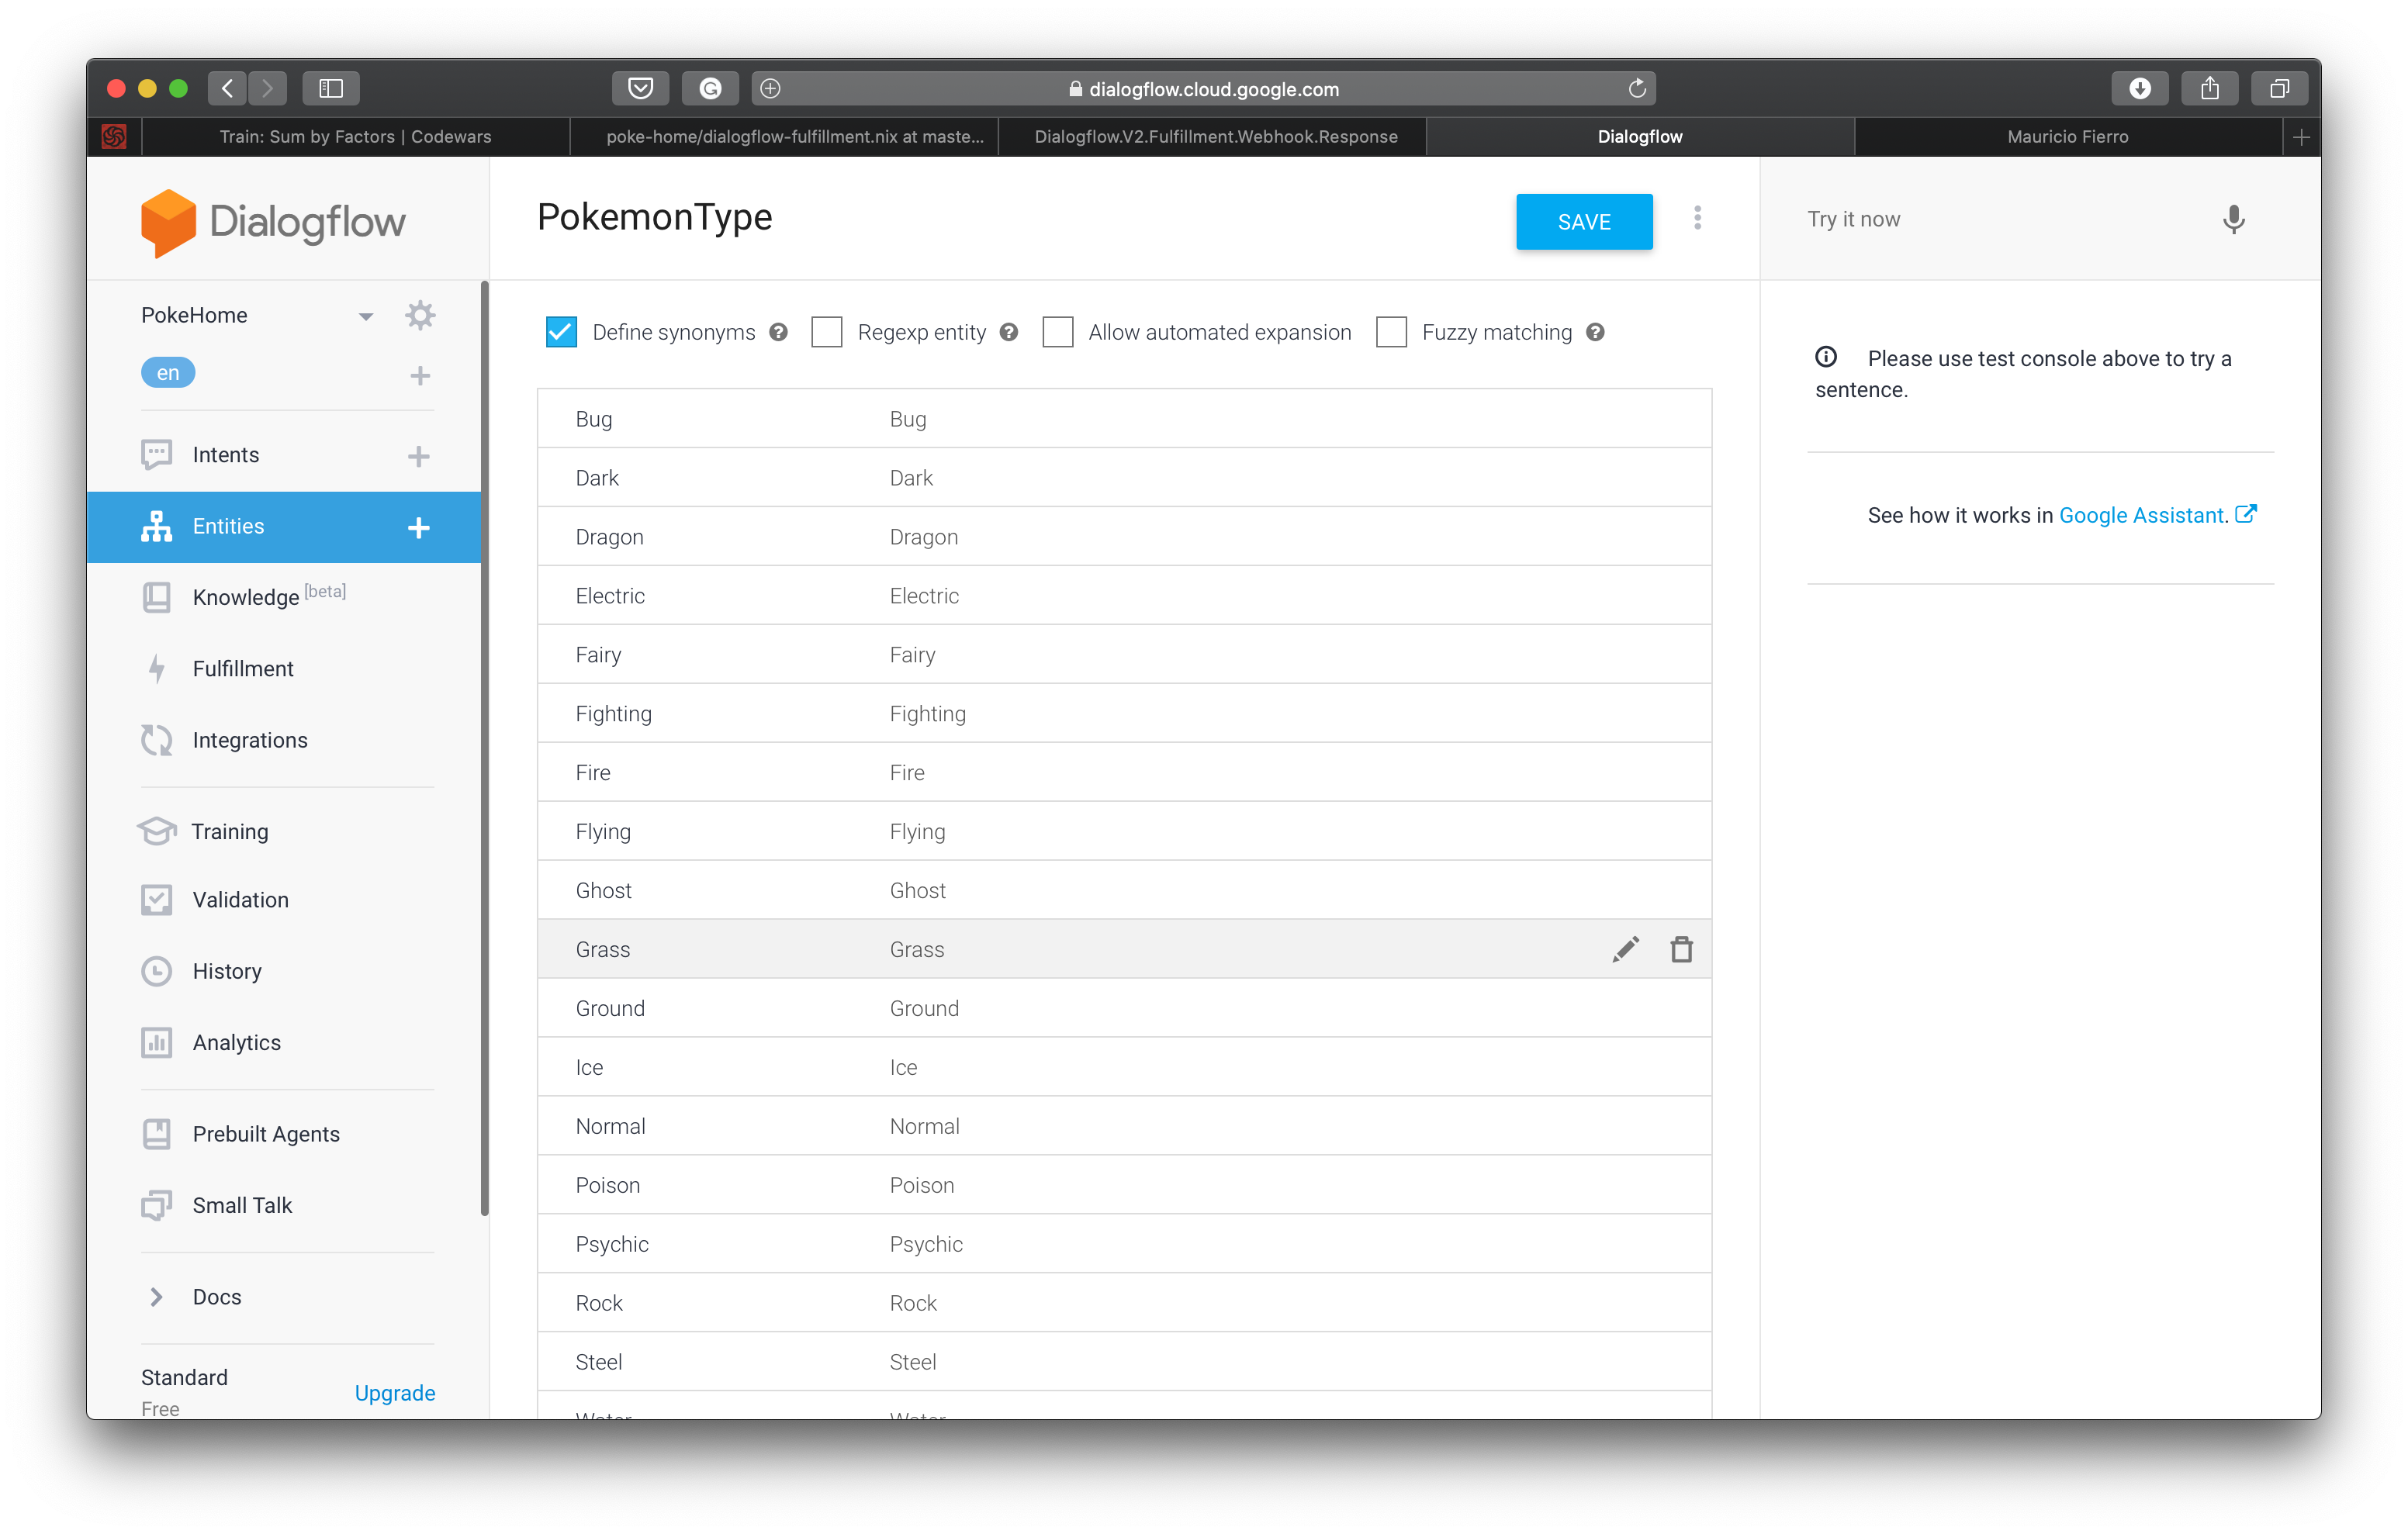 dialogflow.cloud.google.com
Train: Sum by Factors | Codewars
poke-home/dialogflow-fulfillment.nix at maste...
Dialogflow.V2.Fulfillment.Webhook.Response
Dialogflow
Mauricio Fierro
Dialogflow
PokeHome
en
Intents
Entities
Knowledge [beta]
Fulfillment
Integrations
Training
Validation
History
Analytics
Prebuilt Agents
Small Talk
Docs
Standard
Free
Upgrade
PokemonType
SAVE
Define synonyms
Regexp entity
Allow automated expansion
Fuzzy matching
Bug Bug
Dark Dark
Dragon Dragon
Electric Electric
Fairy Fairy
Fighting Fighting
Fire Fire
Flying Flying
Ghost Ghost
Grass Grass
Ground Ground
Ice Ice
Normal Normal
Poison Poison
Psychic Psychic
Rock Rock
Steel Steel
Water Water
Try it now
Please use test console above to try a
sentence.
See how it works in Google Assistant.